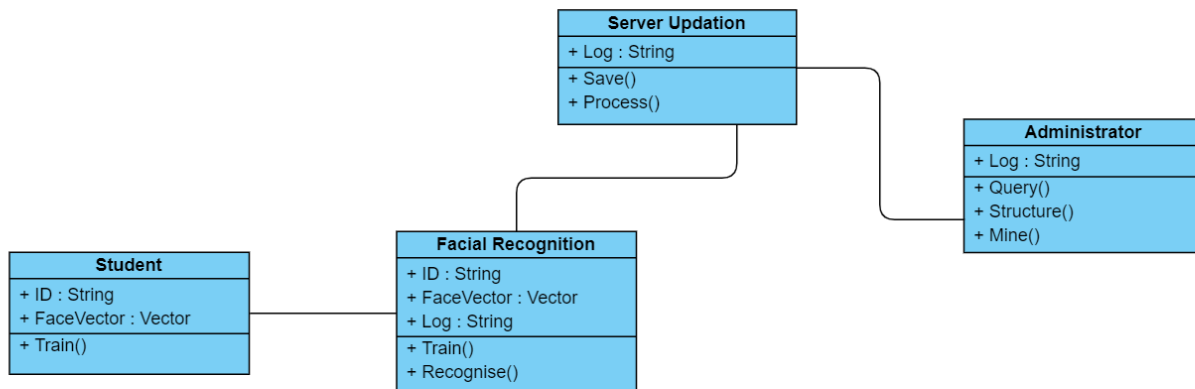 Server Updation
+ Log : String
+ Save()
+ Process()
Administrator
+ Log : String
+ Query()
+ Structure()
+ Mine()
Facial Recognition
+ ID : String
+ FaceVector : Vector
+ Log : String
+ Train()
+ Recognise()
Student
+ ID : String
+ FaceVector : Vector
+ Train()